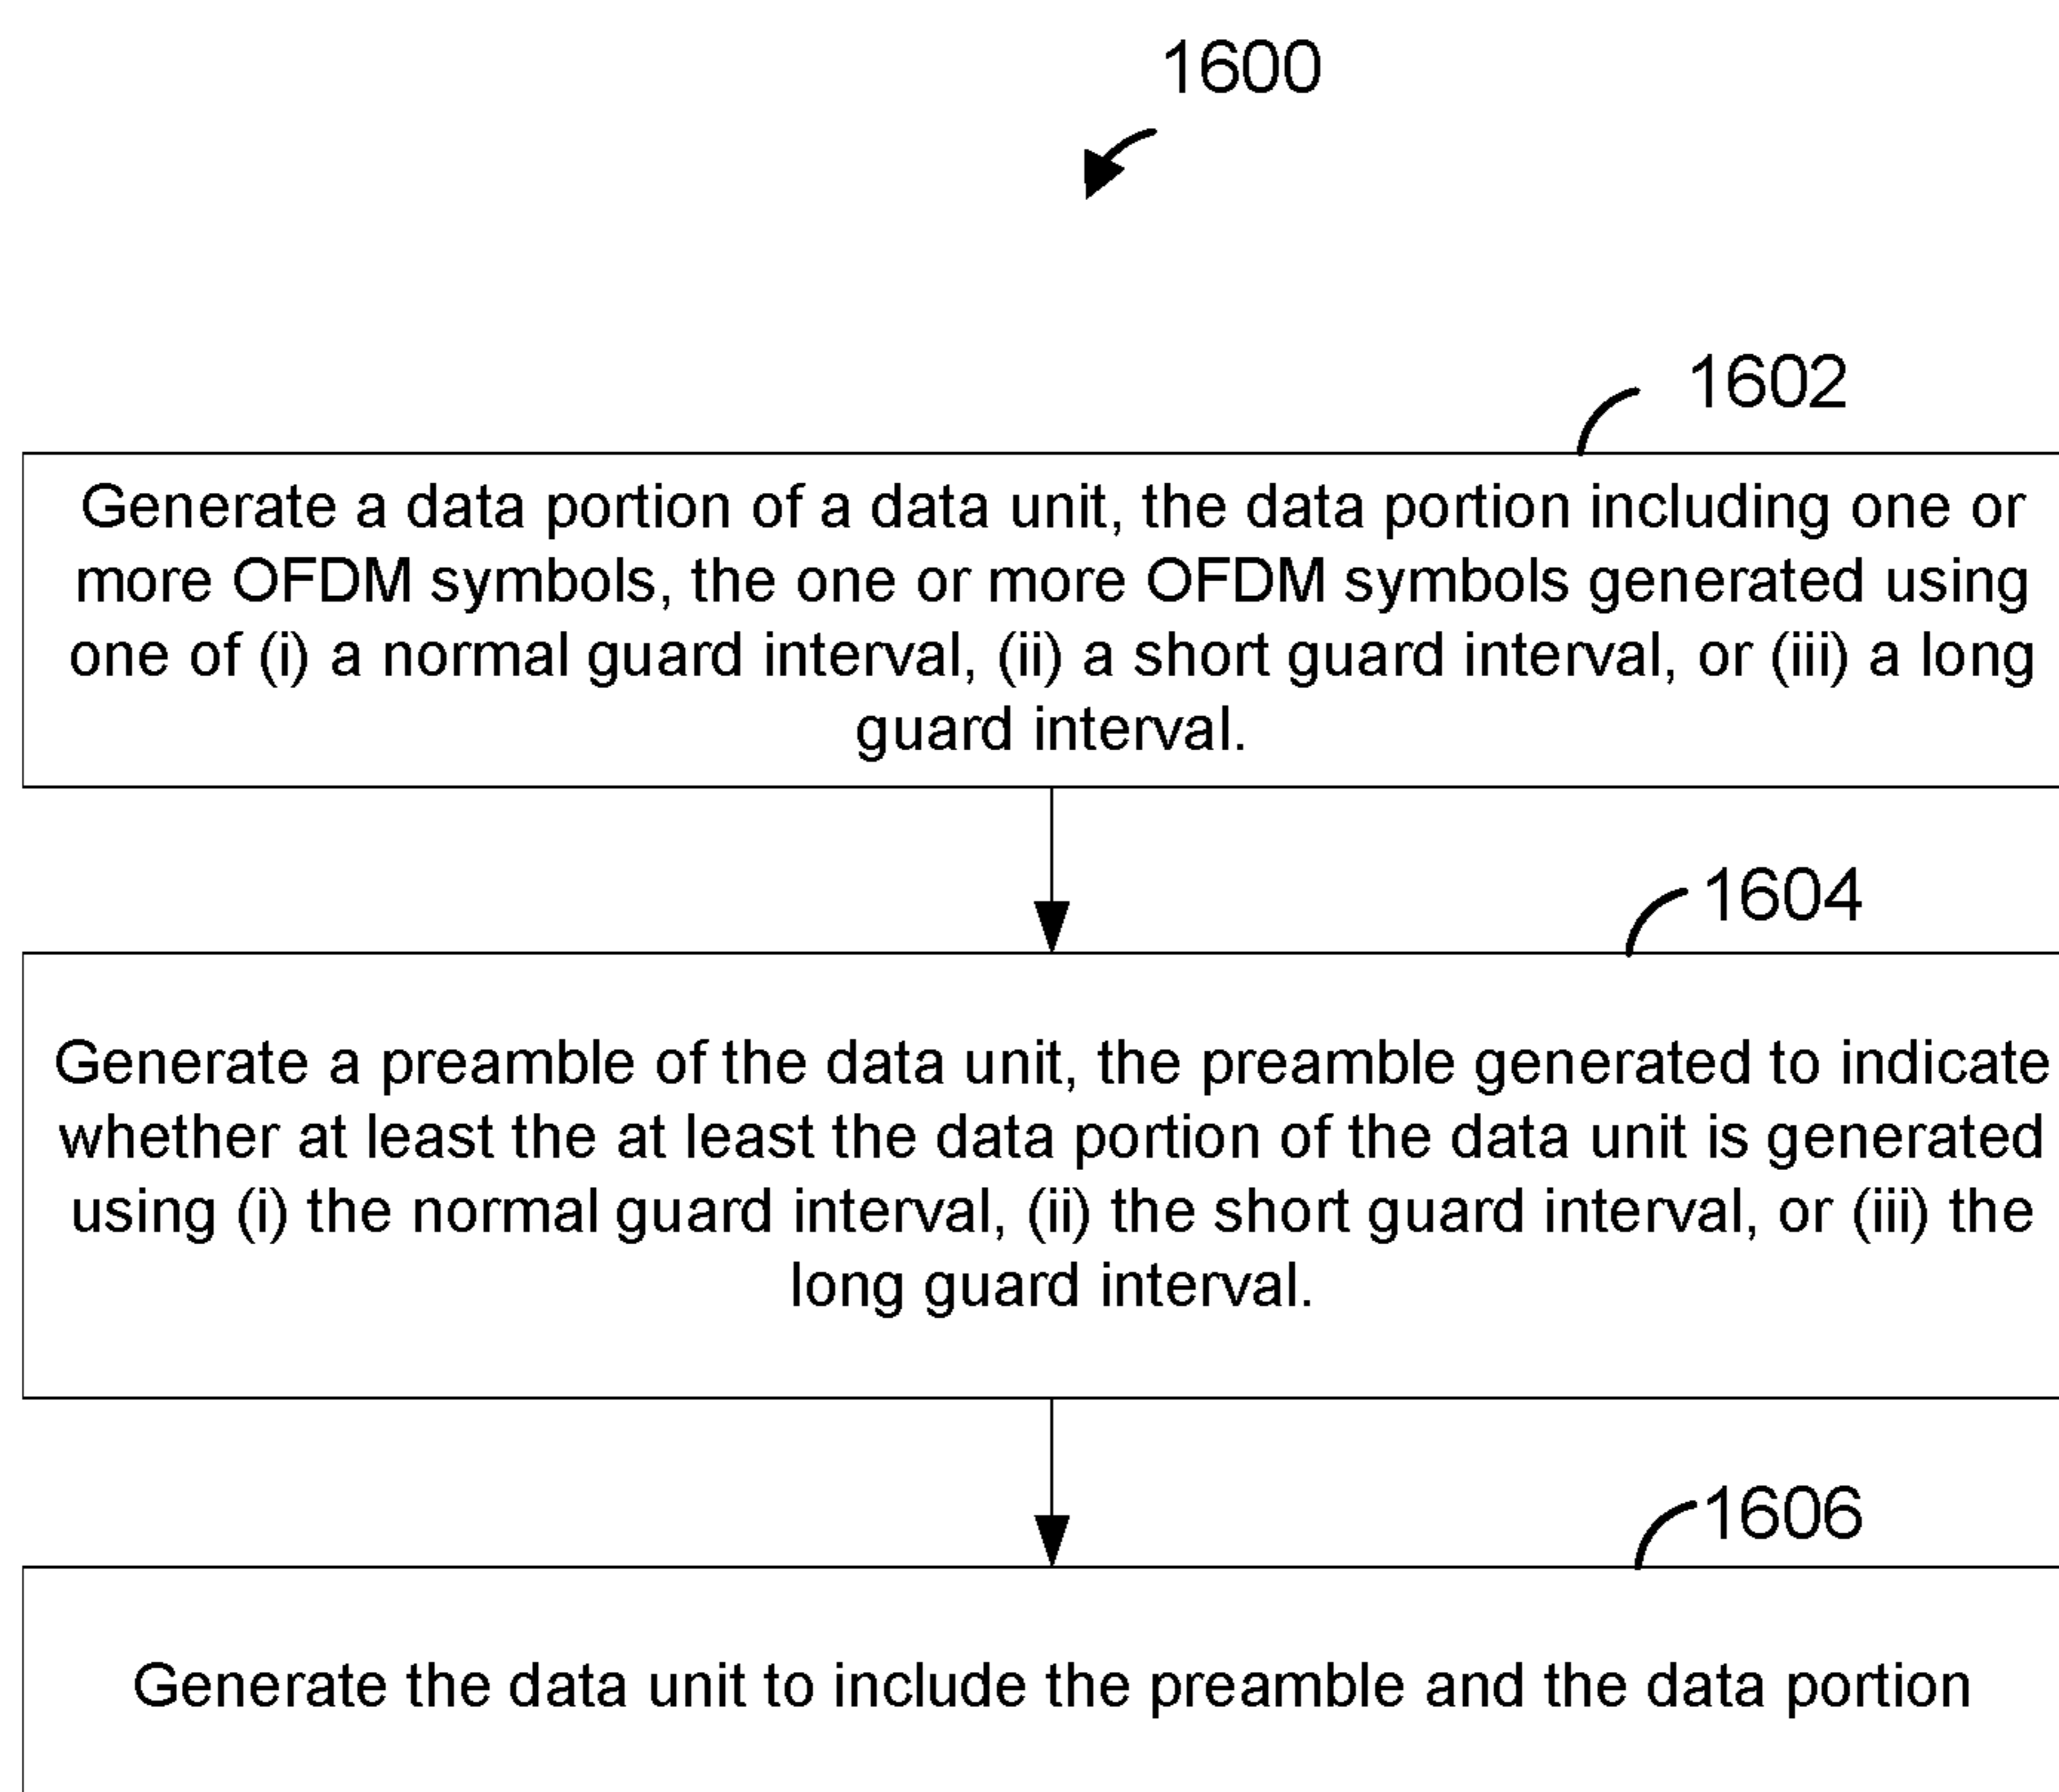 1600
1602
Generate a data portion of a data unit, the data portion including one or
more OFDM symbols, the one or more OFDM symbols generated using
one of (i) a normal guard interval, (ii) a short guard interval, or (iii) a long
guard interval.
1604
Generate a preamble of the data unit, the preamble generated to indicate
whether at least the at least the data portion of the data unit is generated
using (i) the normal guard interval, (ii) the short guard interval, or (iii) the
long guard interval.
1606
Generate the data unit to include the preamble and the data portion